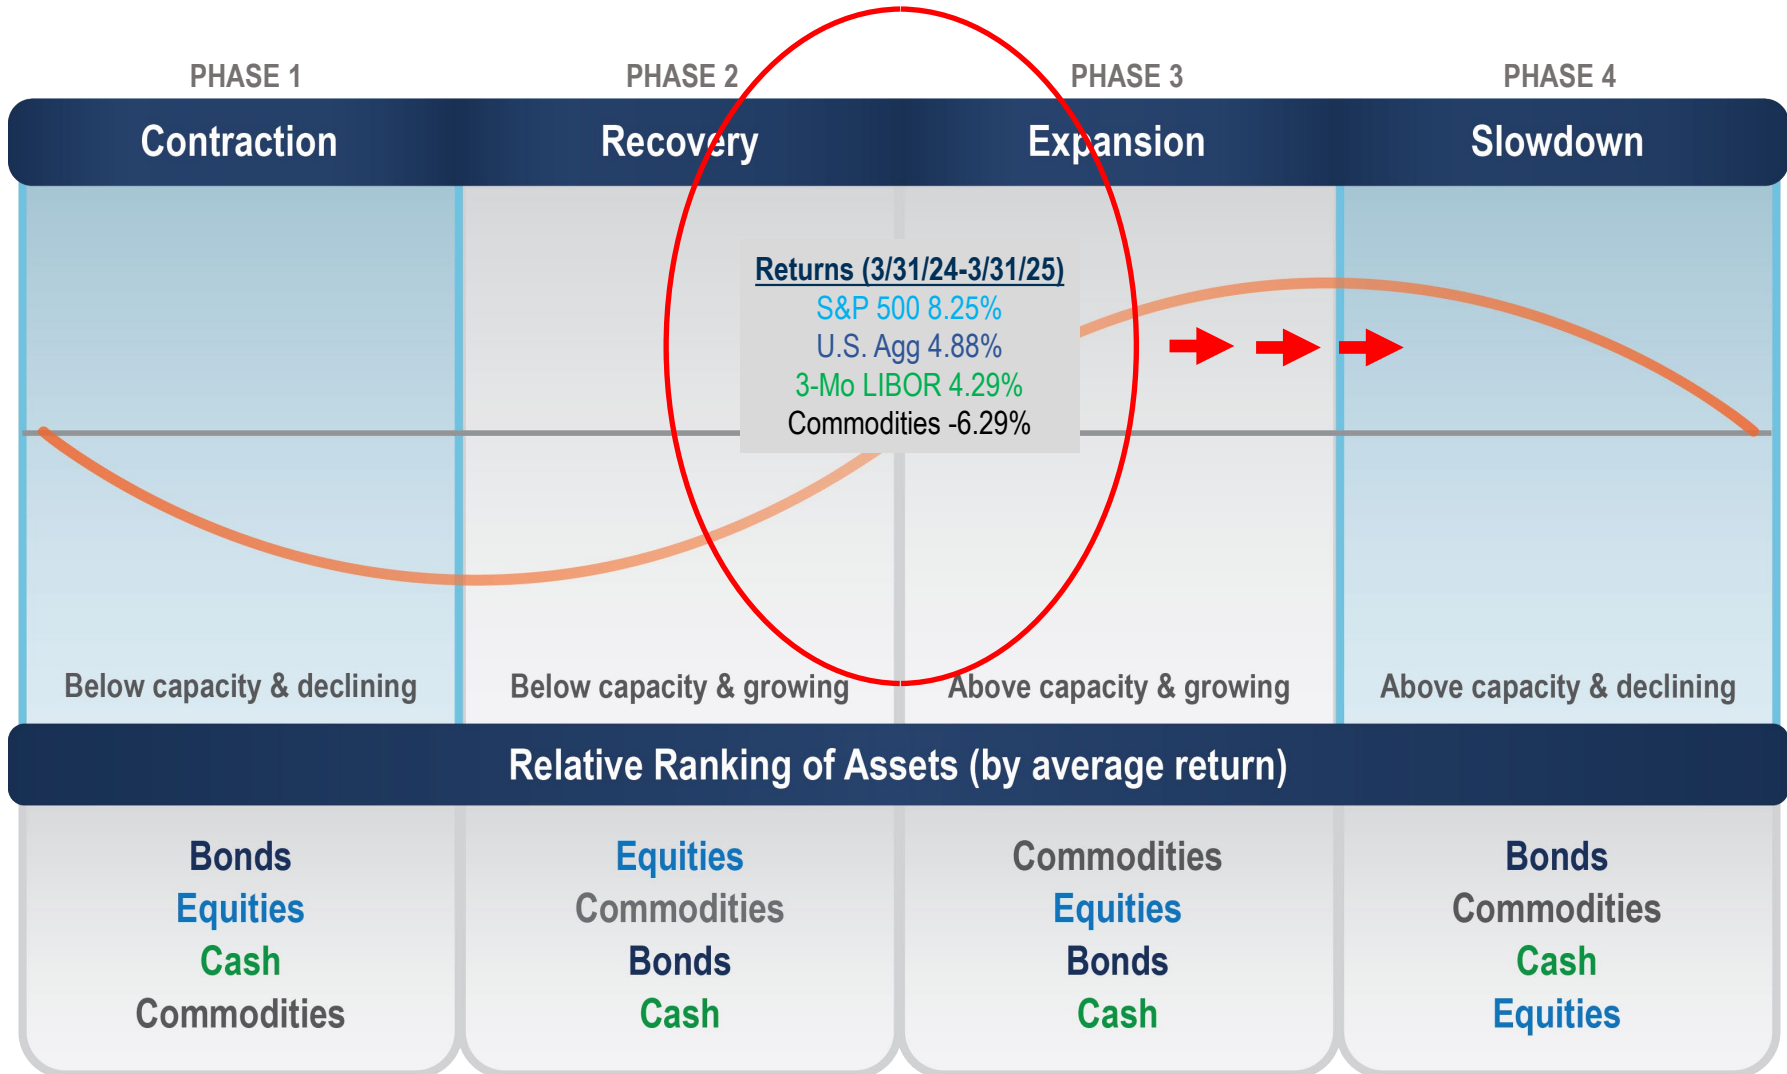 PHASE 1
PHASE 2
PHASE 3
PHASE 4
Contraction
Recovery
Expansion
Slowdown
Returns (3/31/24-3/31/25)
S&P 500 8.25%
U.S. Agg 4.88%
3-Mo LIBOR 4.29%
Commodities -6.29%
Below capacity & declining
Below capacity & growing
Above capacity & growing
Above capacity & declining
Relative Ranking of Assets (by average return)
Bonds
Equities
Cash
Commodities
Equities
Commodities
Bonds
Cash
Commodities
Equities
Bonds
Cash
Bonds
Commodities
Cash
Equities